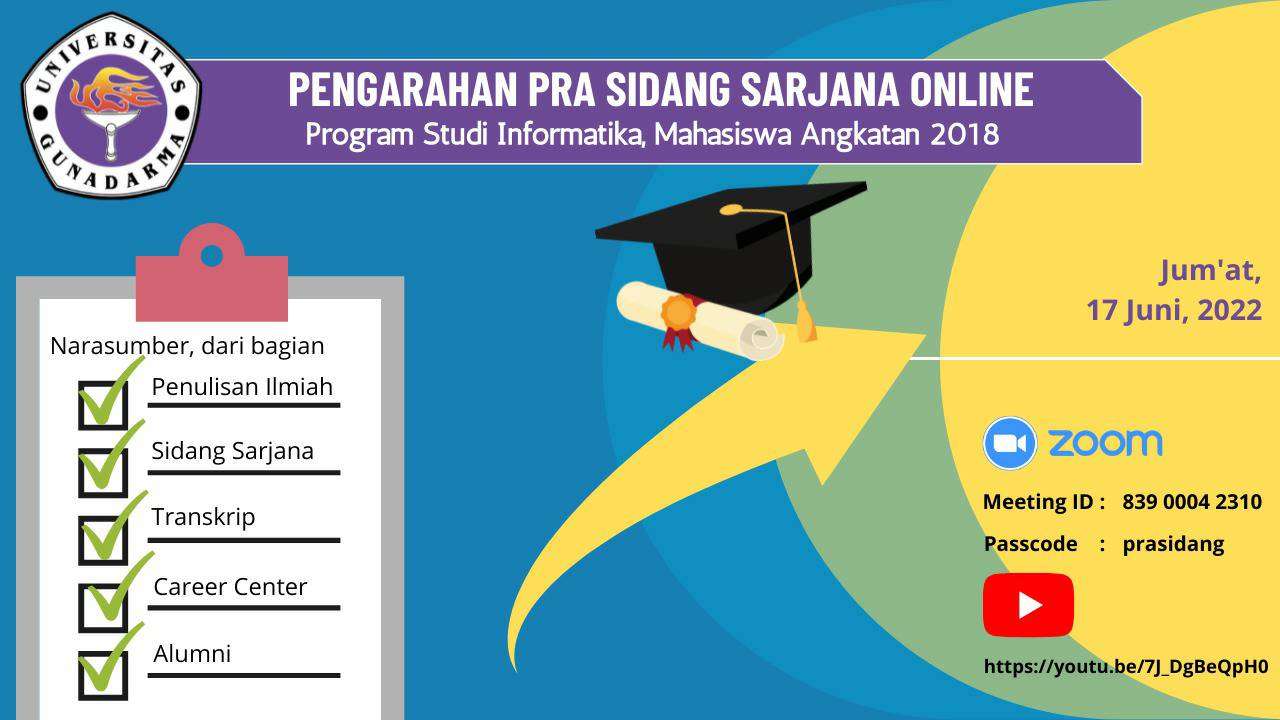 UNIVERSITAS
GUNADARMA
PENGARAHAN PRA SIDANG SARJANA ONLINE
Program Studi Informatika, Mahasiswa Angkatan 2018
Jum'at,
17 Juni, 2022
Narasumber, dari bagian
Penulisan Ilmiah
Sidang Sarjana
Transkrip
Career Center
Alumni
zoom
Meeting ID : 839 0004 2310
Passcode : prasidang
https://youtu.be/7J_DgBeQpH0